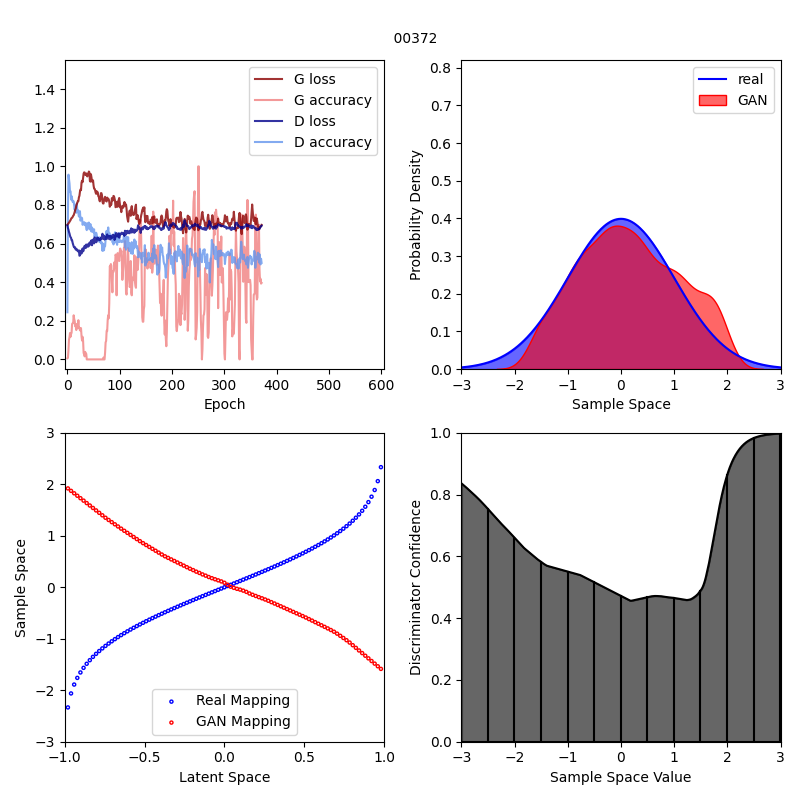 00372
G loss
G accuracy
D loss
D accuracy
1.4
1.2
1.0
0.8
0.6
0.4
0.2
0.0
0 100 200 300 400 500 600
Epoch
real
GAN
Probability Density
0.8
0.7
0.6
0.5
0.4
0.3
0.2
0.1
0.0
−3 −2 −1 0 1 2 3
Sample Space
Sample Space
3
2
1
0
−1
−2
−3
Real Mapping
GAN Mapping
−1.0 −0.5 0.0 0.5 1.0
Latent Space
Discriminator Confidence
1.0
0.8
0.6
0.4
0.2
0.0
−3 −2 −1 0 1 2 3
Sample Space Value